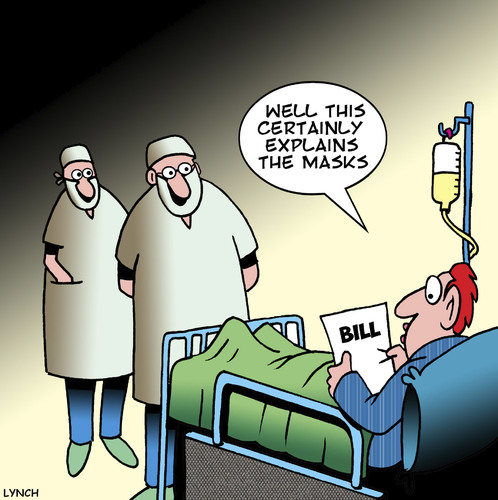 WELL THIS
CERTAINLY
EXPLAINS
THE MASKS
BILL
LYNCH